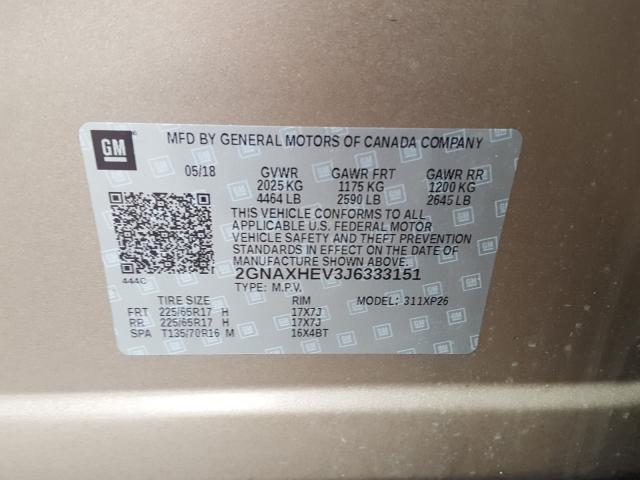 GM
MFD BY GENERAL MOTORS OF CANADA COMPANY
05/18 GVWR GAWR FRT GAWR RR
2025 KG 1175 KG 1200 KG
4464 LB 2590 LB 2645 LB
THIS VEHICLE CONFORMS TO ALL
APPLICABLE U.S. FEDERAL MOTOR
VEHICLE SAFETY AND THEFT PREVENTION
STANDARDS IN EFFECT ON THE DATE OF
MANUFACTURE SHOWN ABOVE.
444C 2GNAXHEV3J6333151
TYPE: M.P.V.
TIRE SIZE RIM MODEL: 311XP26
FRT 225/65R17 H 17X7J
RR 225/65R17 H 17X7J
SPA T135/70R16 M 16X4BT